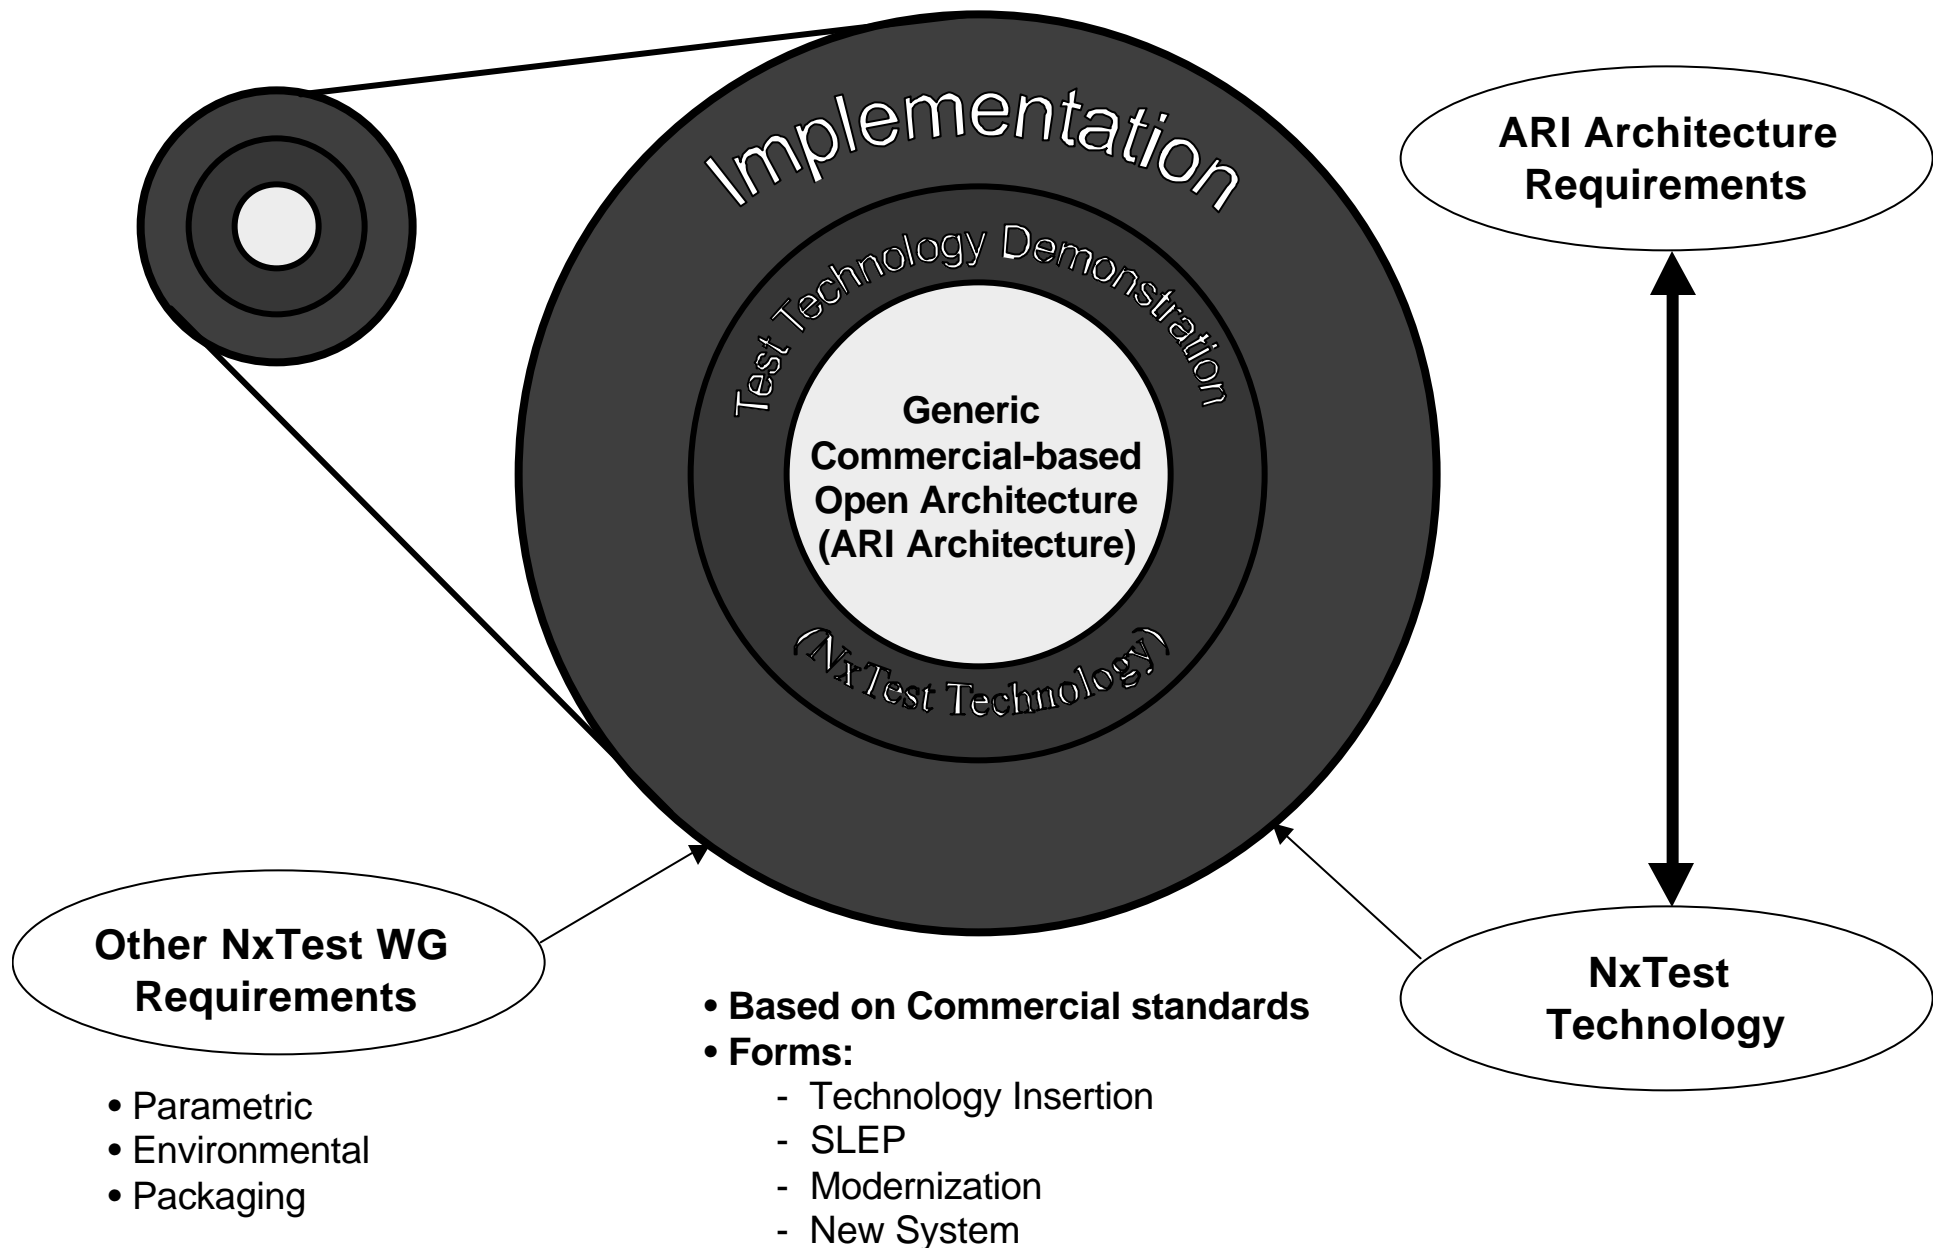 Implementation
Test Technology Demonstration
Generic
Commercial-based
Open Architecture
(ARI Architecture)
(NxTest Technology)
ARI Architecture
Requirements
Other NxTest WG
Requirements
• Parametric
• Environmental
• Packaging
• Based on Commercial standards
• Forms:
- Technology Insertion
- SLEP
- Modernization
- New System
NxTest
Technology